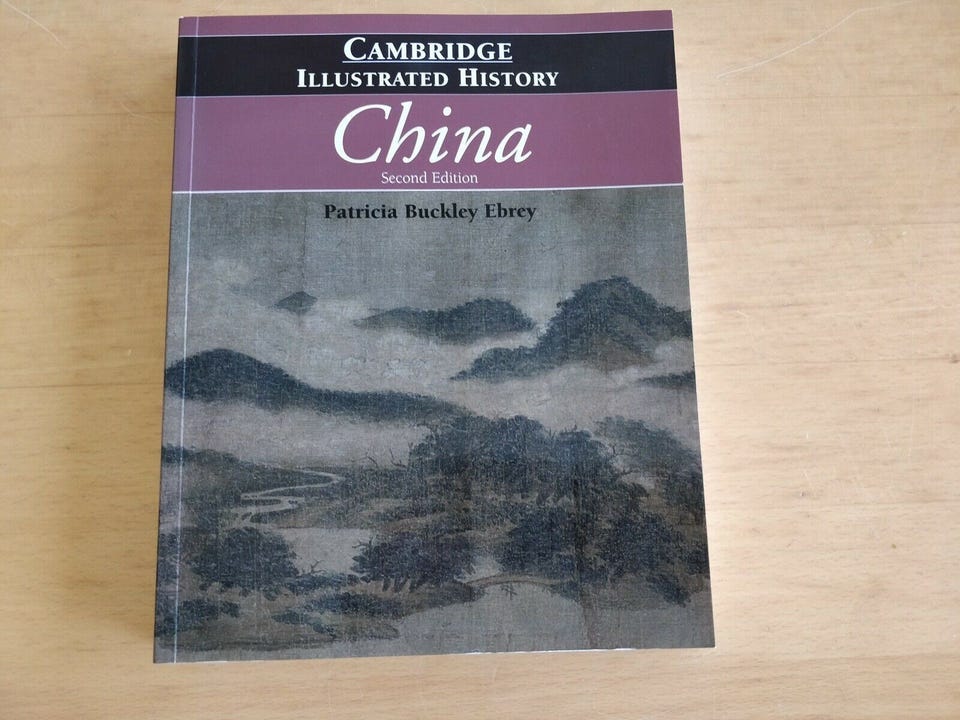 CAMBRIDGE
ILLUSTRATED HISTORY
China
Second Edition
Patricia Buckley Ebrey